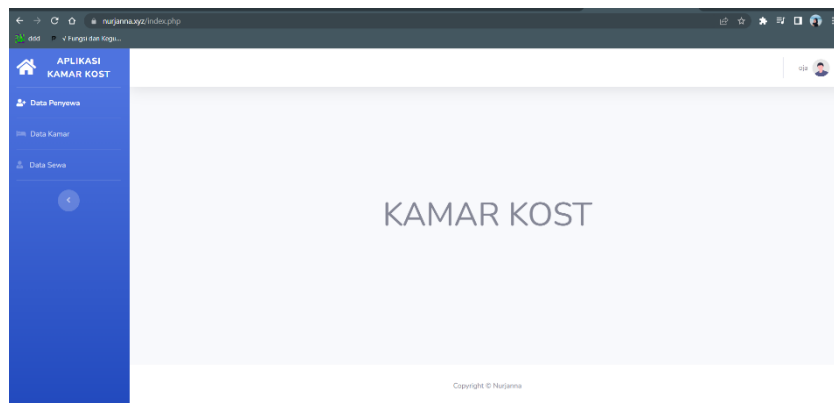 nurjanna.xyz/index.php
ddd
√ Fungsi dan Kegu...
APLIKASI
KAMAR KOST
oja
Data Penyewa
Data Kamar
Data Sewa
KAMAR KOST
Copyright © Nurjanna